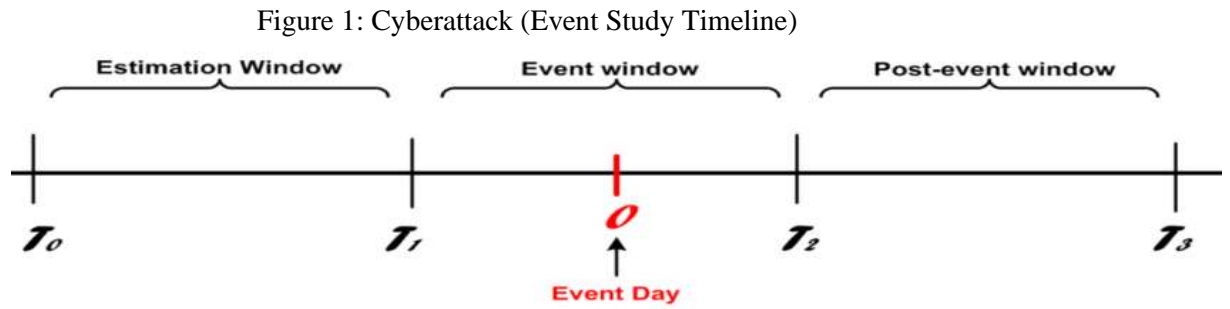 Figure 1: Cyberattack (Event Study Timeline)
Estimation Window Event window Post-event window
T0 T1 0 T2 T3
Event Day